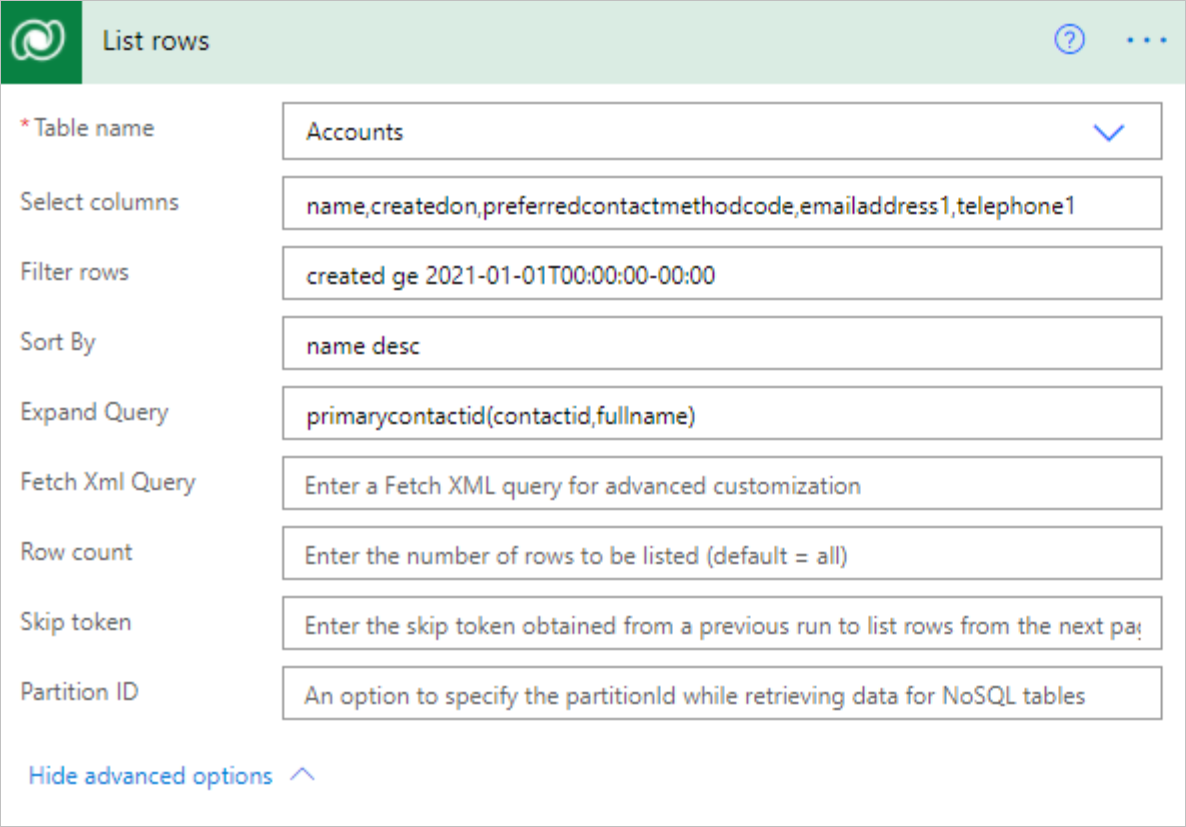 List rows
* Table name
Accounts
Select columns
name,createdon,preferredcontactmethodcode,emailaddress1,telephone1
Filter rows
created ge 2021-01-01T00:00:00-00:00
Sort By
name desc
Expand Query
primarycontactid(contactid,fullname)
Fetch Xml Query
Enter a Fetch XML query for advanced customization
Row count
Enter the number of rows to be listed (default = all)
Skip token
Enter the skip token obtained from a previous run to list rows from the next
Partition ID
An option to specify the partitionId while retrieving data for NoSQL tables
Hide advanced options